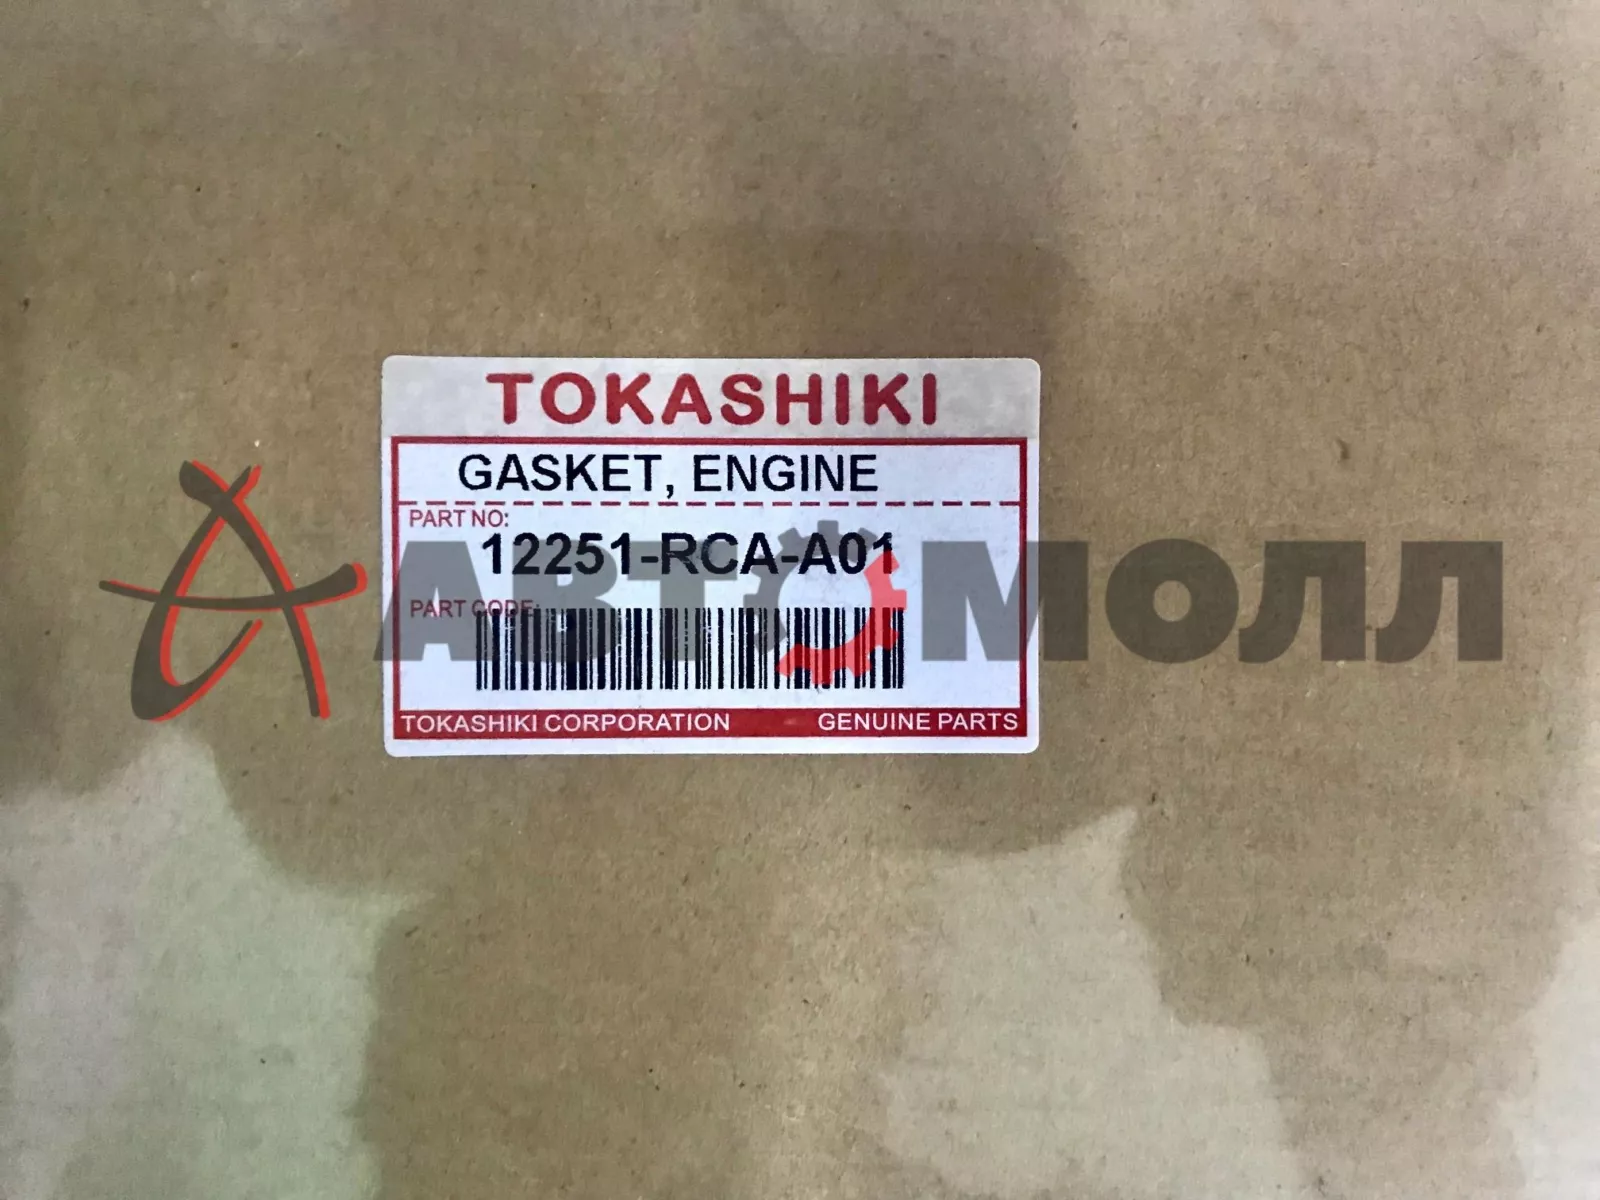 TOKASHIKI
GASKET, ENGINE
PART NO:
12251-RCA-A01
PART CODE:
АВТОМОЛЛ
TOKASHIKI CORPORATION GENUINE PARTS